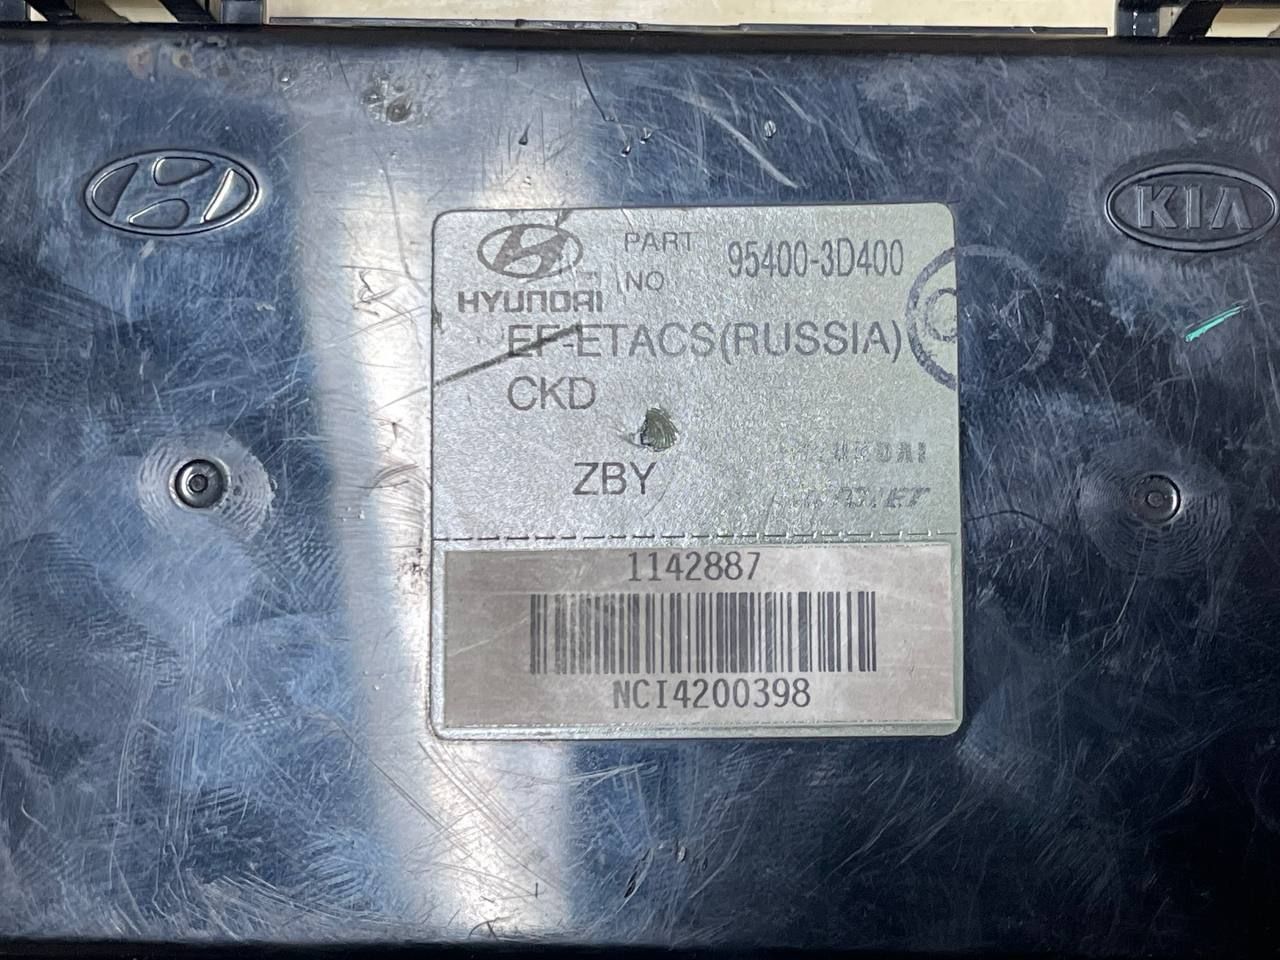 KIA
HYUNDAI
PART NO
95400-3D400
EF-ETACS(RUSSIA)
CKD
ZBY
1142887
NCI4200398